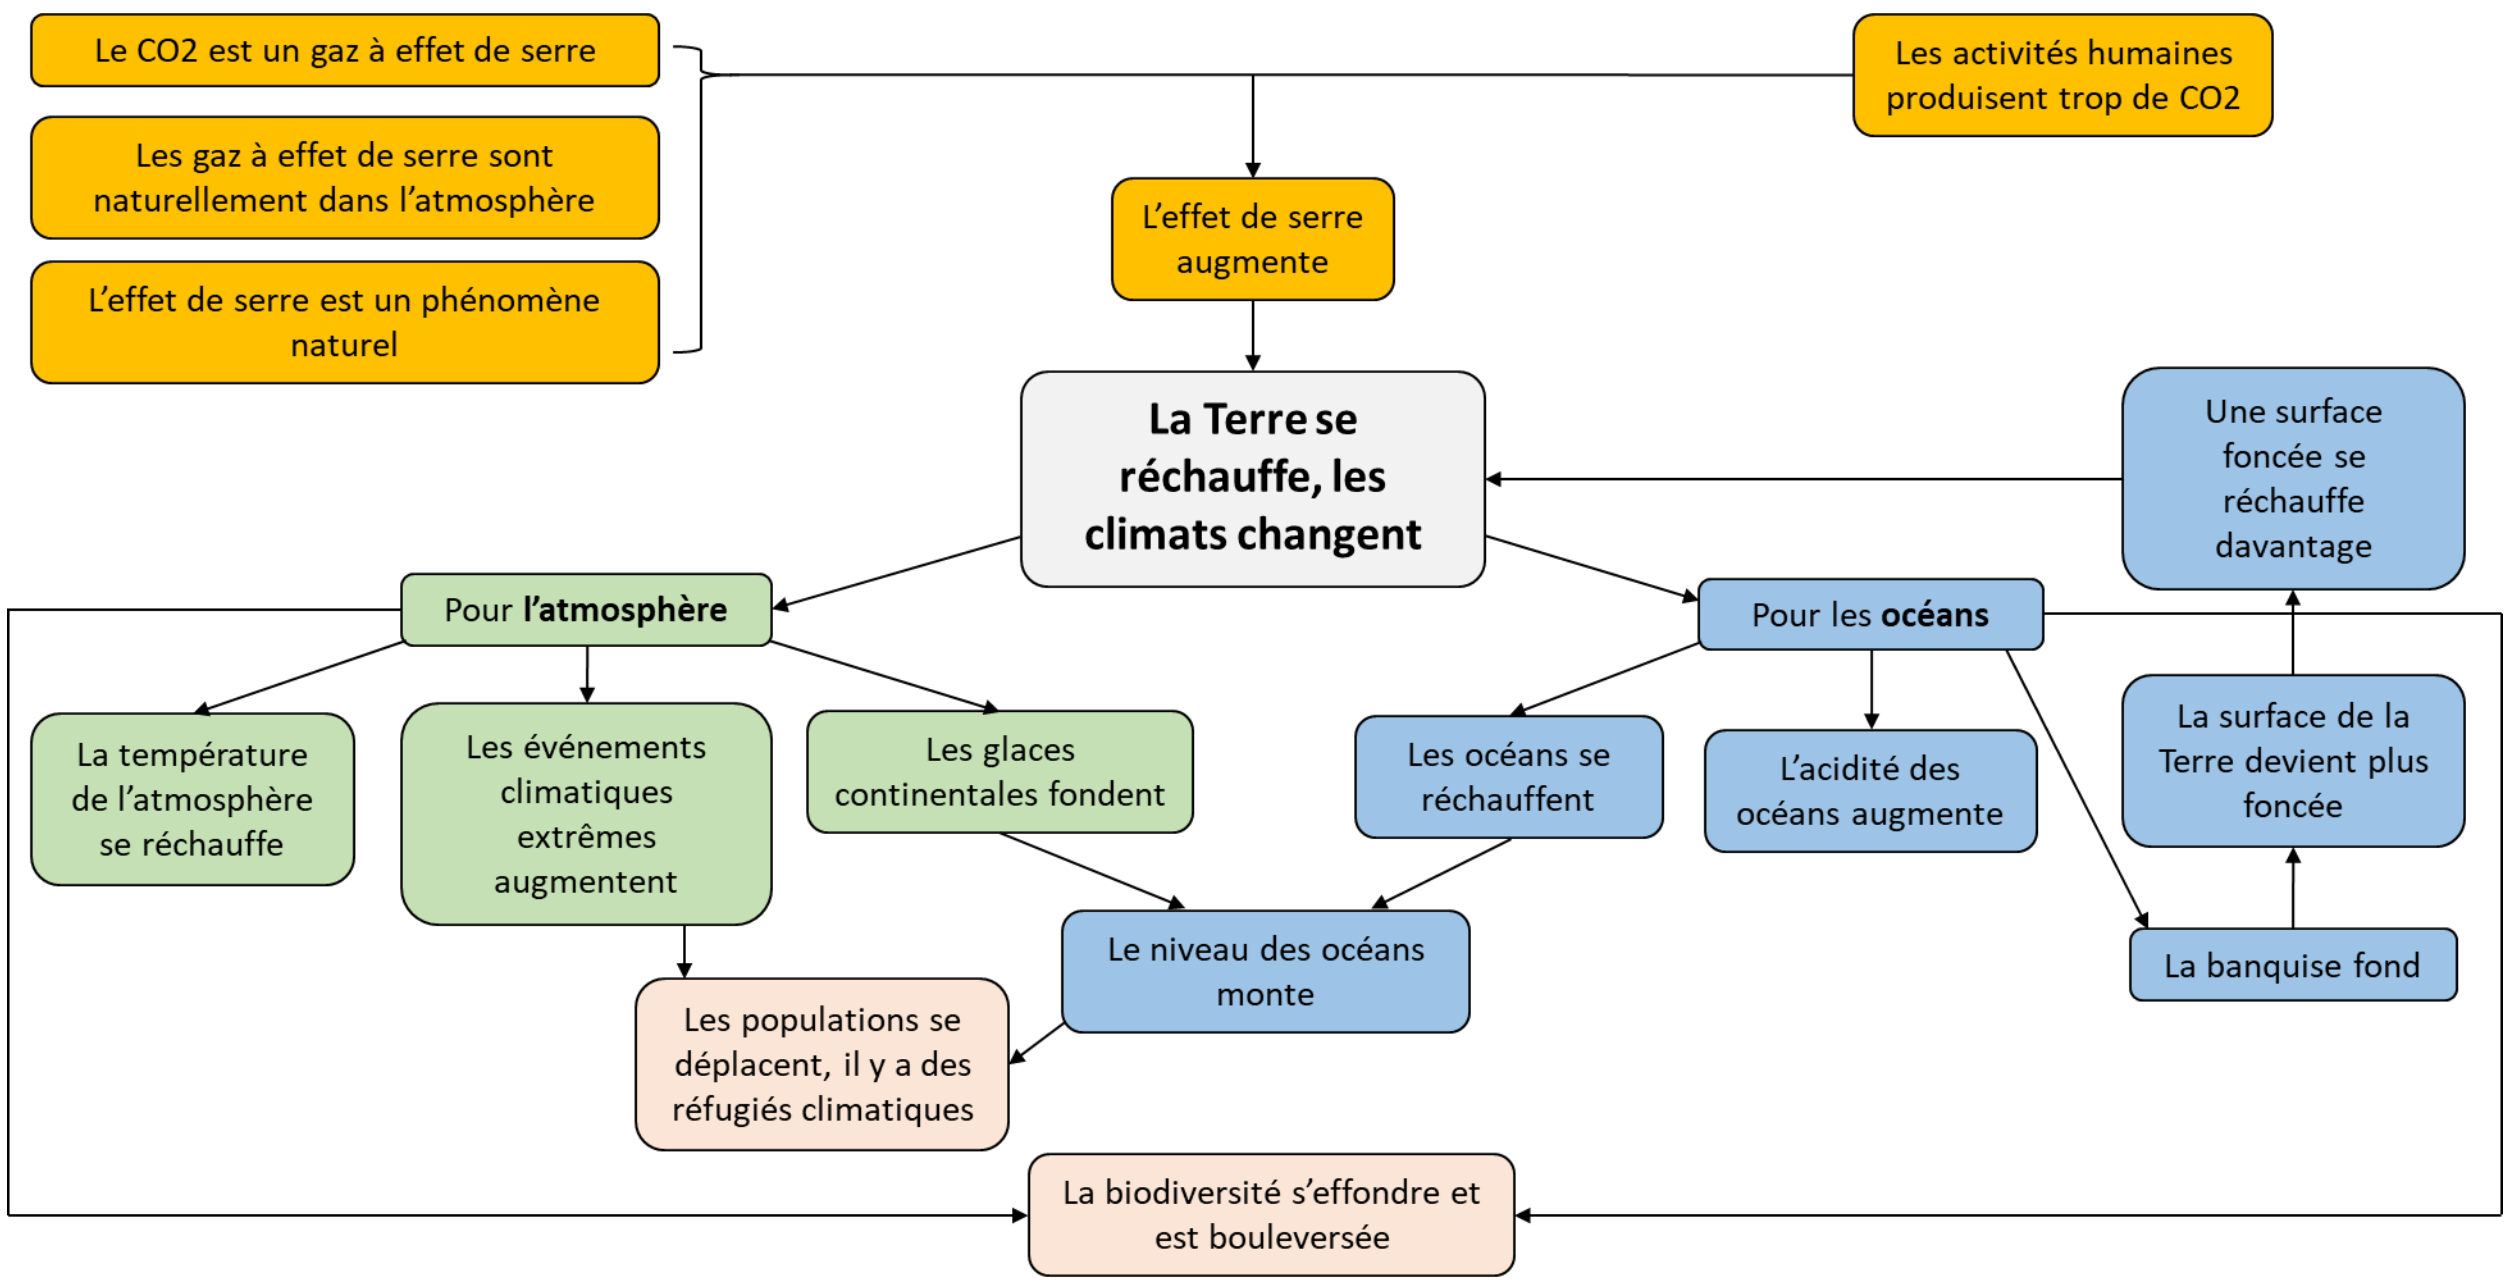 Le CO2 est un gaz à effet de serre
Les activités humaines
produisent trop de CO2
Les gaz à effet de serre sont
naturellement dans l’atmosphère
L’effet de serre
augmente
L’effet de serre est un phénomène
naturel
La Terre se
réchauffe, les
climats changent
Une surface
foncée se
réchauffe
davantage
Pour l’atmosphère
Pour les océans
La température
de l’atmosphère
se réchauffe
Les événements
climatiques
extrêmes
augmentent
Les glaces
continentales fondent
Les océans se
réchauffent
L’acidité des
océans augmente
La surface de la
Terre devient plus
foncée
Le niveau des océans
monte
La banquise fond
Les populations se
déplacent, il y a des
réfugiés climatiques
La biodiversité s’effondre et
est bouleversée